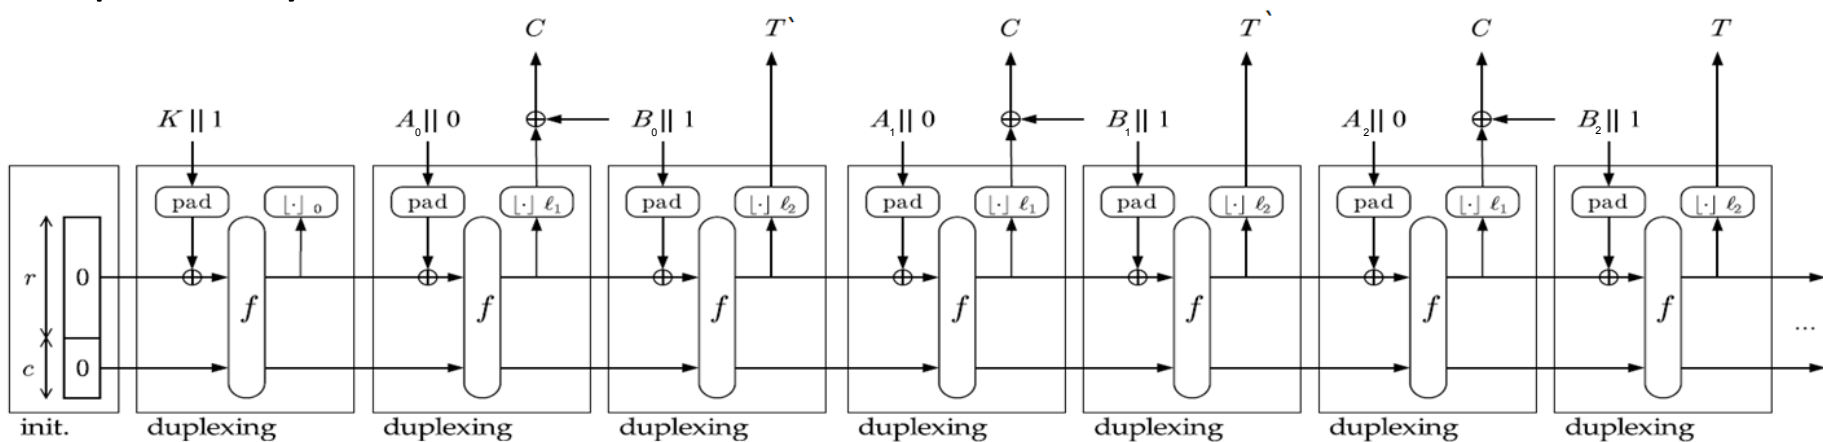 C T` C T` C T
K || 1 A₀|| 0 B₀|| 1 A₁|| 0 B₁|| 1 A₂|| 0 B₂|| 1
pad ⌊·⌋ ₀ pad ⌊·⌋ ℓ₁ pad ⌊·⌋ ℓ₂ pad ⌊·⌋ ℓ₁ pad ⌊·⌋ ℓ₂ pad ⌊·⌋ ℓ₁ pad ⌊·⌋ ℓ₂
r 0
f f f f f f f
...
c 0
init. duplexing duplexing duplexing duplexing duplexing duplexing duplexing